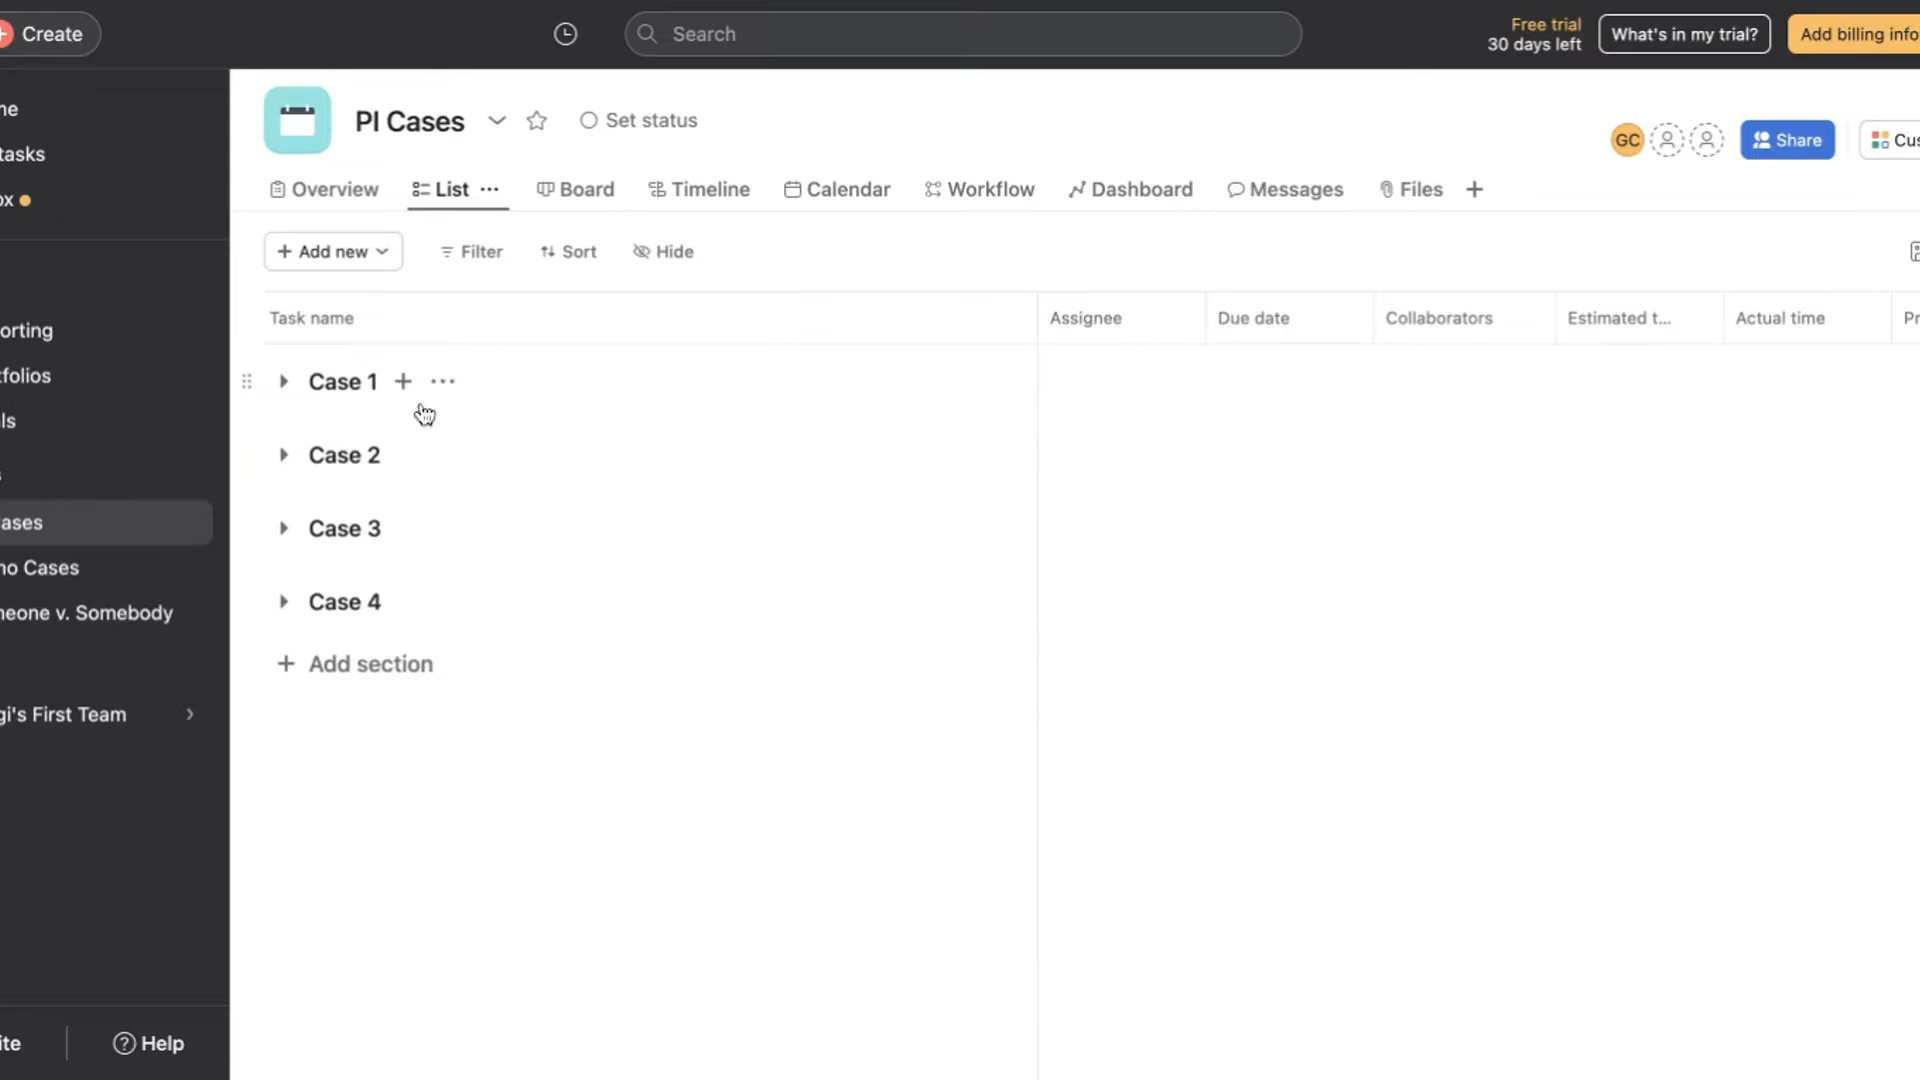 Create
Search
Free trial
30 days left
What's in my trial?
Add billing info
me
tasks
ox
orting
folios
ls
s
ases
no Cases
neone v. Somebody
gi's First Team
ite
Help
PI Cases
Set status
GC
Share
Cus
Overview
List
Board
Timeline
Calendar
Workflow
Dashboard
Messages
Files
Add new
Filter
Sort
Hide
Task name
Assignee
Due date
Collaborators
Estimated t...
Actual time
Pr
Case 1
Case 2
Case 3
Case 4
Add section